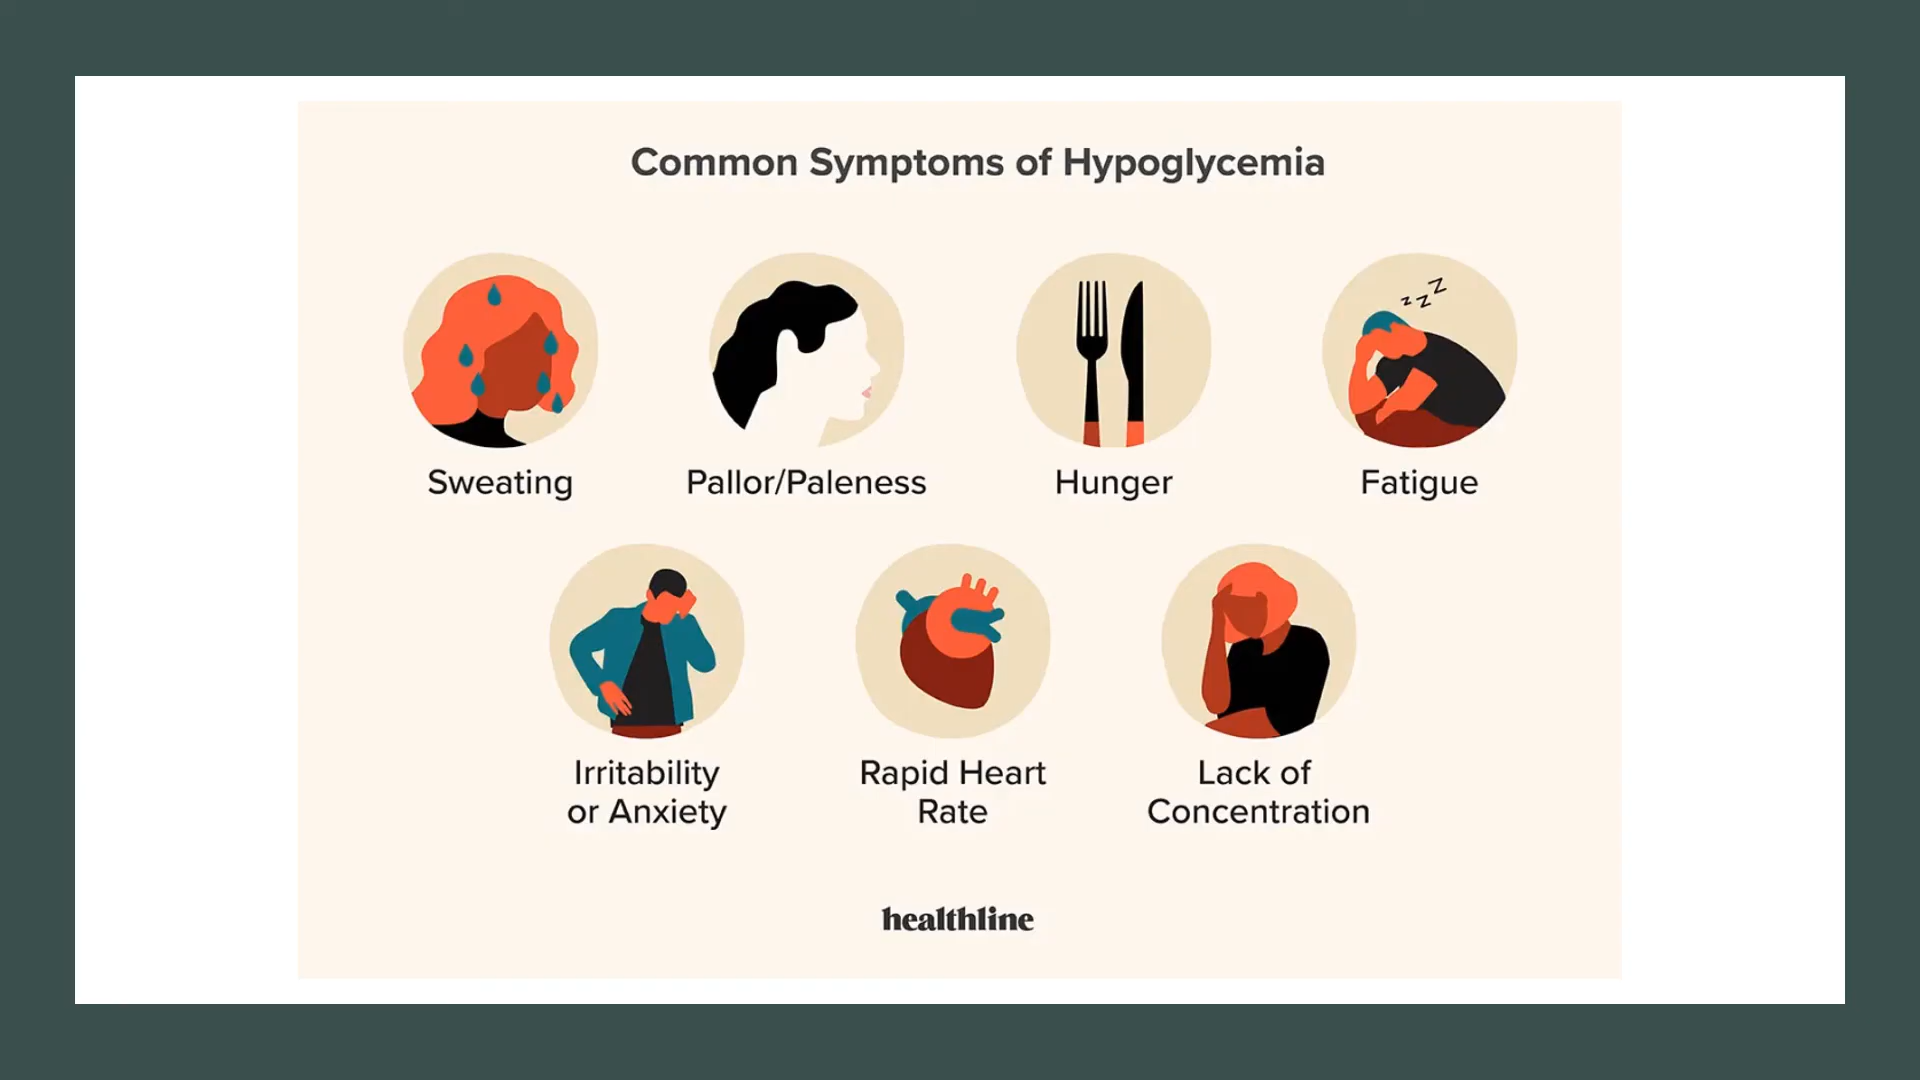 Common Symptoms of Hypoglycemia
z z Z
Sweating
Pallor/Paleness
Hunger
Fatigue
Irritability
or Anxiety
Rapid Heart
Rate
Lack of
Concentration
healthline